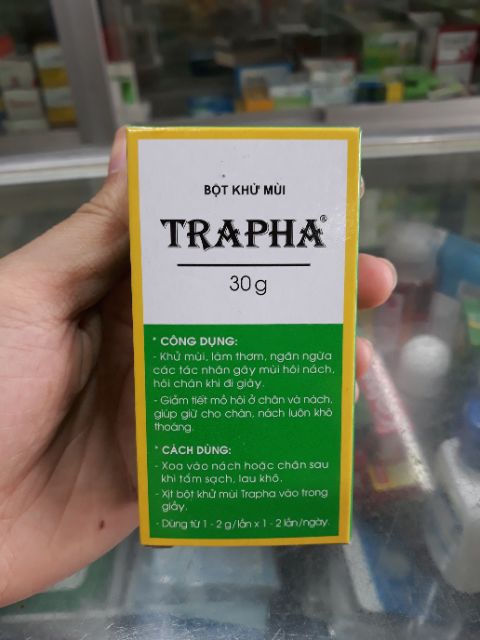 BỘT KHỬ MÙI
TRAPHA®
30g
* CÔNG DỤNG:
- Khử mùi, làm thơm, ngăn ngừa
các tác nhân gây mùi hôi nách,
hôi chân khi đi giày.
- Giảm tiết mồ hôi ở chân và nách,
giúp giữ cho chân, nách luôn khô
thoáng.
* CÁCH DÙNG:
- Xoa vào nách hoặc chân sau
khi tắm sạch, lau khô.
- Xịt bột khử mùi Trapha vào trong
giầy.
- Dùng từ 1 - 2 g/lần x 1 - 2 lần/ngày.